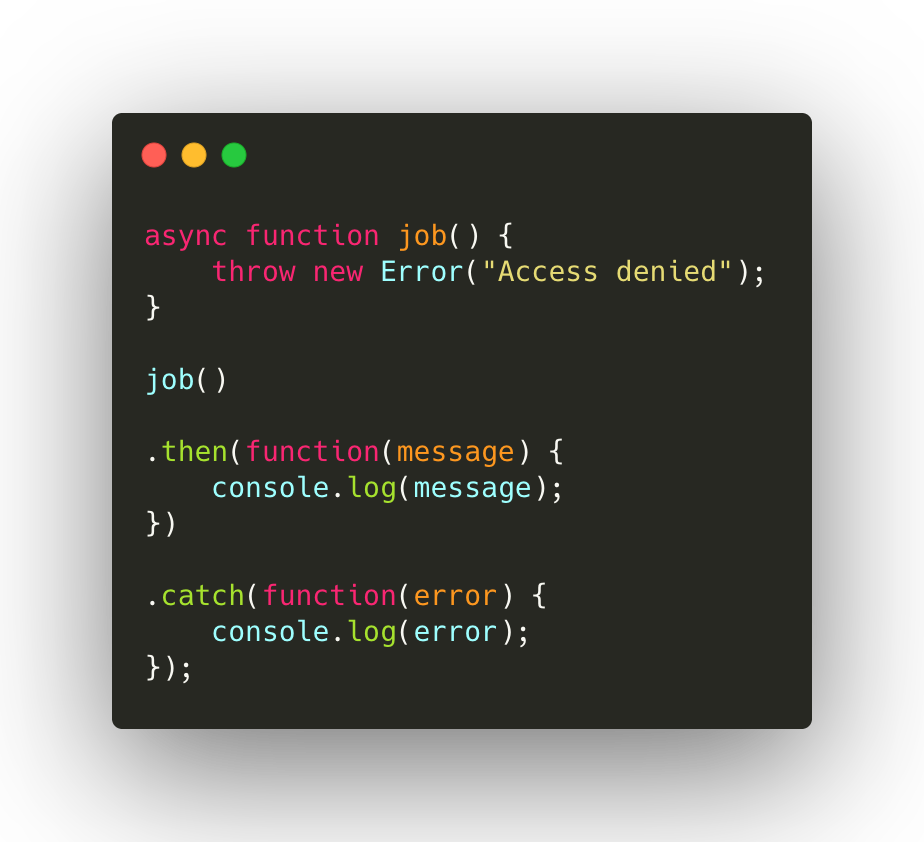 async function job() {
    throw new Error("Access denied");
}

job()

.then(function(message) {
    console.log(message);
})

.catch(function(error) {
    console.log(error);
});